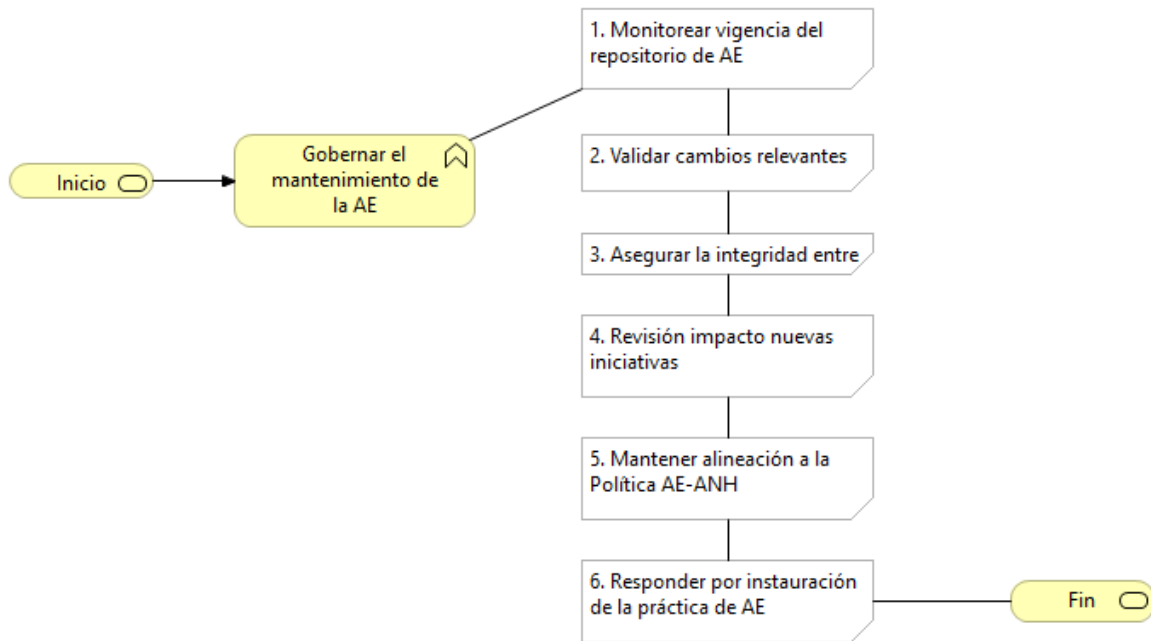 1. Monitorear vigencia del
repositorio de AE
Inicio
Gobernar el
mantenimiento de
la AE
2. Validar cambios relevantes
3. Asegurar la integridad entre
4. Revisión impacto nuevas
iniciativas
5. Mantener alineación a la
Política AE-ANH
6. Responder por instauración
de la práctica de AE
Fin